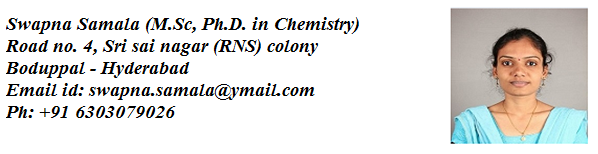 Swapna Samala (M.Sc, Ph.D. in Chemistry)
Road no. 4, Sri sai nagar (RNS) colony
Boduppal - Hyderabad
Email id: swapna.samala@ymail.com
Ph: +91 6303079026